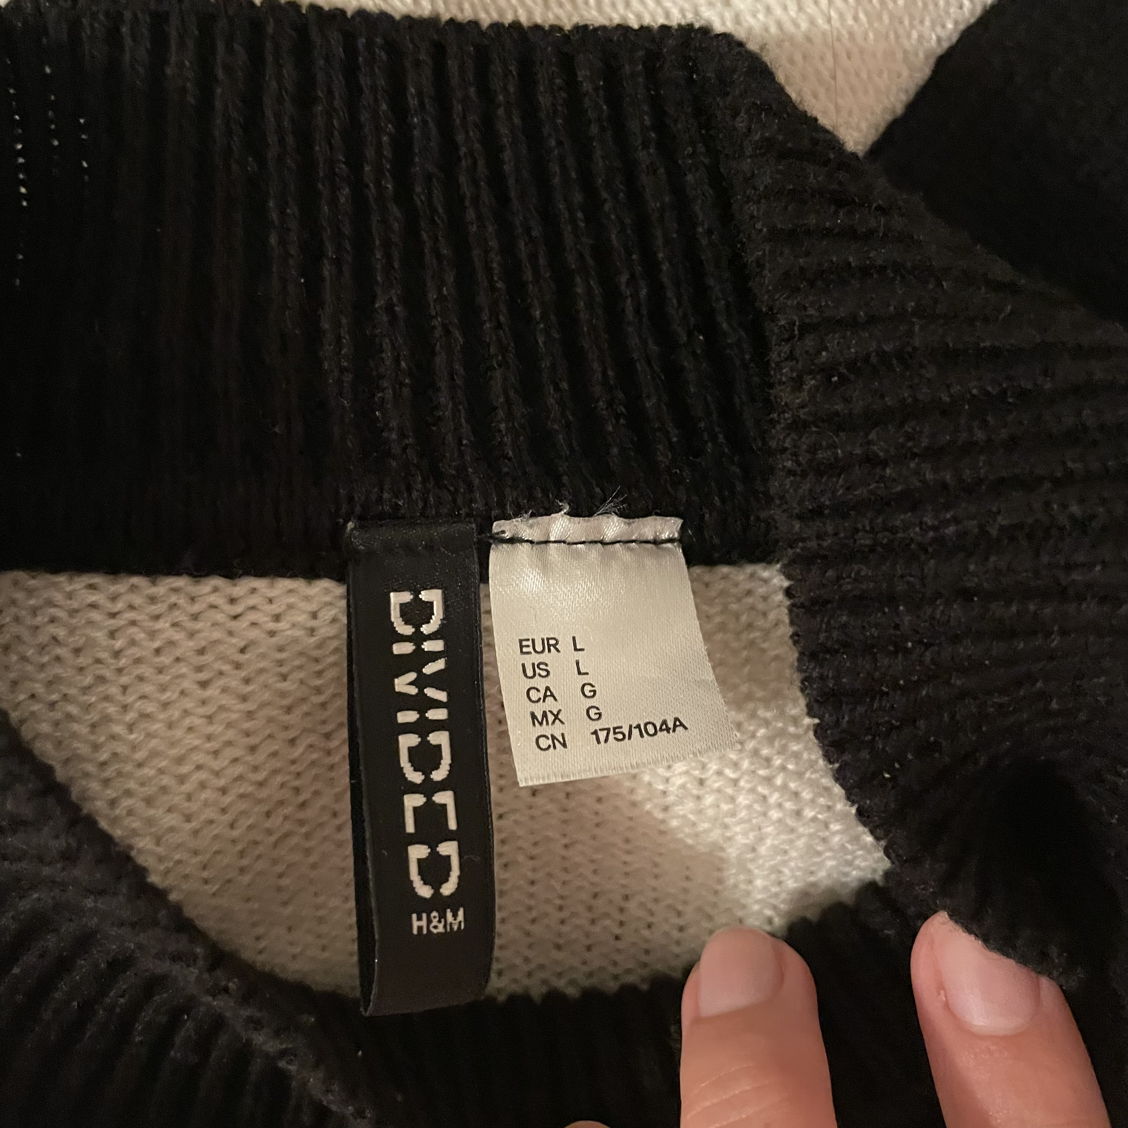 DIVIDED
H&M
EUR L
US L
CA G
MX G
CN 175/104A